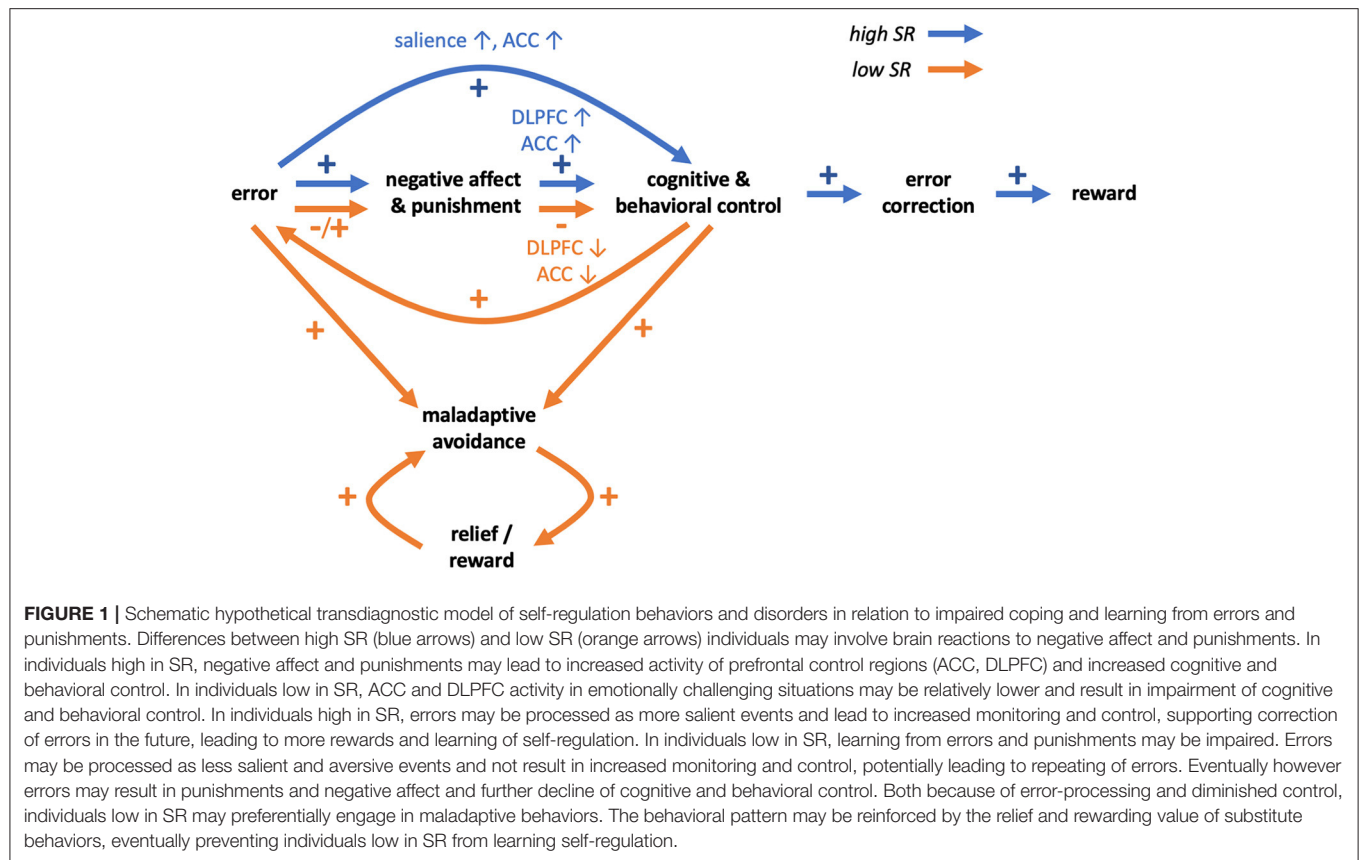 salience ↑, ACC ↑
high SR
low SR
+
DLPFC ↑
ACC ↑
+
+
+
+
error
negative affect
& punishment
cognitive &
behavioral control
error
correction
reward
-/+
-
DLPFC ↓
ACC ↓
+
+
+
maladaptive
avoidance
+
+
relief /
reward
FIGURE 1 | Schematic hypothetical transdiagnostic model of self-regulation behaviors and disorders in relation to impaired coping and learning from errors and
punishments. Differences between high SR (blue arrows) and low SR (orange arrows) individuals may involve brain reactions to negative affect and punishments. In
individuals high in SR, negative affect and punishments may lead to increased activity of prefrontal control regions (ACC, DLPFC) and increased cognitive and
behavioral control. In individuals low in SR, ACC and DLPFC activity in emotionally challenging situations may be relatively lower and result in impairment of cognitive
and behavioral control. In individuals high in SR, errors may be processed as more salient events and lead to increased monitoring and control, supporting correction
of errors in the future, leading to more rewards and learning of self-regulation. In individuals low in SR, learning from errors and punishments may be impaired. Errors
may be processed as less salient and aversive events and not result in increased monitoring and control, potentially leading to repeating of errors. Eventually however
errors may result in punishments and negative affect and further decline of cognitive and behavioral control. Both because of error-processing and diminished control,
individuals low in SR may preferentially engage in maladaptive behaviors. The behavioral pattern may be reinforced by the relief and rewarding value of substitute
behaviors, eventually preventing individuals low in SR from learning self-regulation.